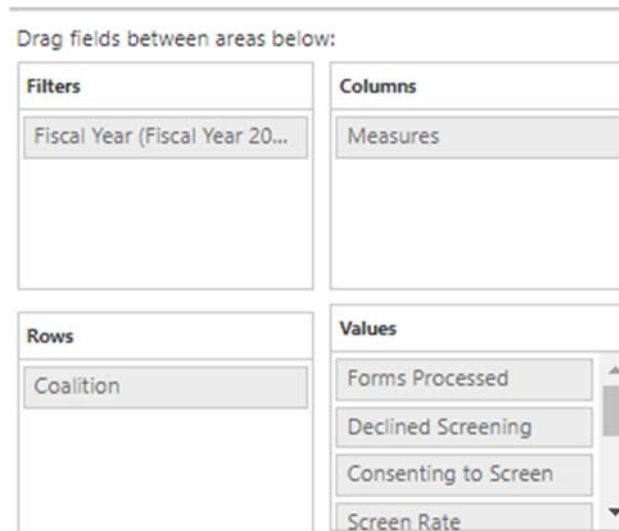 Drag fields between areas below:
Filters
Fiscal Year (Fiscal Year 20...
Columns
Measures
Rows
Coalition
Values
Forms Processed
Declined Screening
Consenting to Screen
Screen Rate